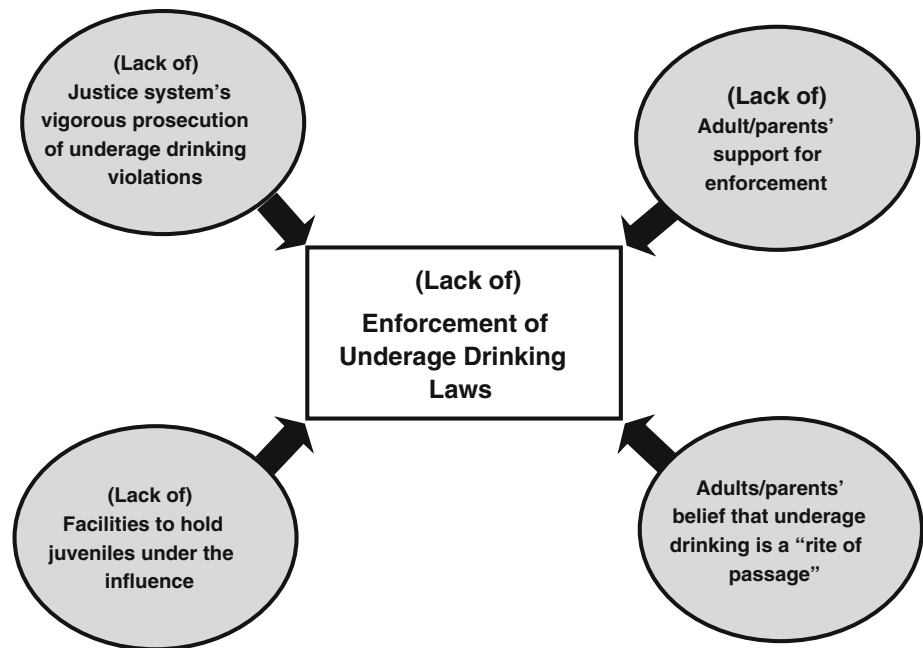 (Lack of)
Justice system's
vigorous prosecution
of underage drinking
violations
(Lack of)
Adult/parents'
support for
enforcement
(Lack of)
Enforcement of
Underage Drinking
Laws
(Lack of)
Facilities to hold
juveniles under the
influence
Adults/parents'
belief that underage
drinking is a “rite of
passage”